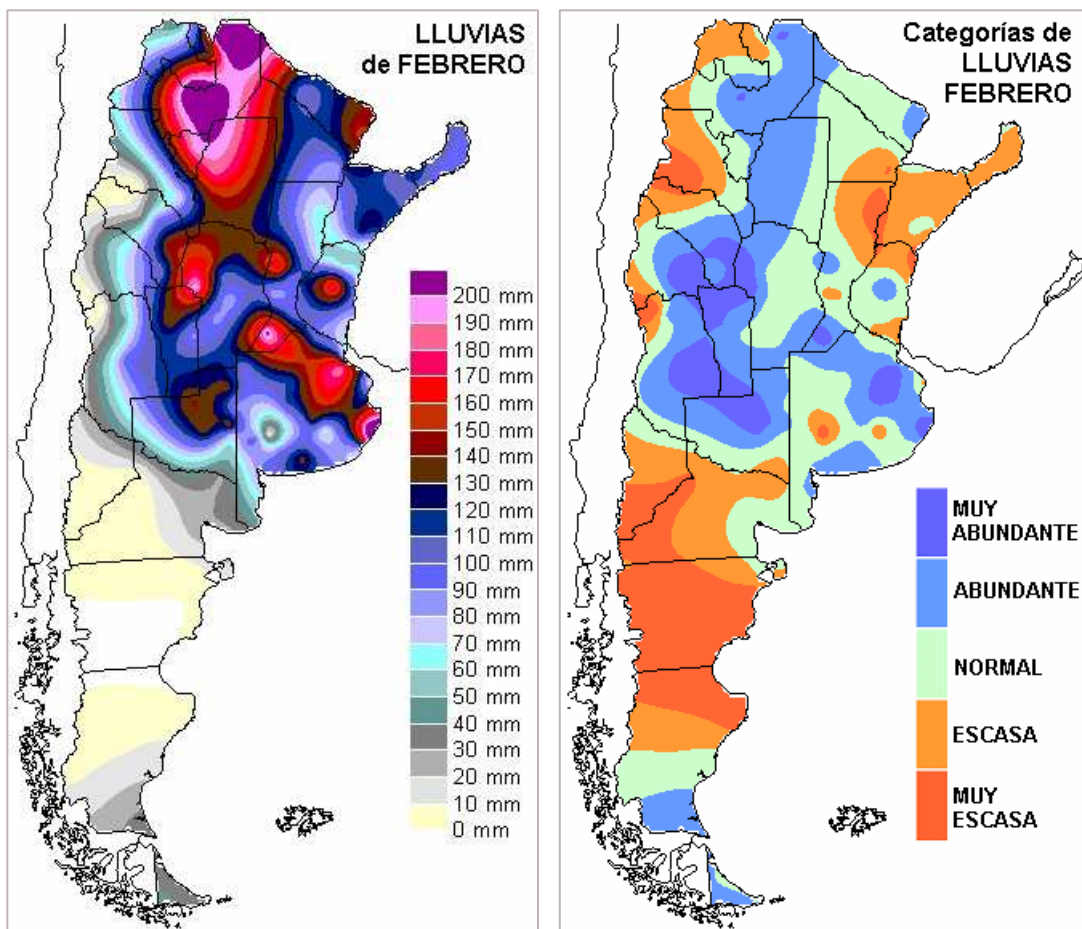 LLUVIAS
de FEBRERO
200 mm
190 mm
180 mm
170 mm
160 mm
150 mm
140 mm
130 mm
120 mm
110 mm
100 mm
90 mm
80 mm
70 mm
60 mm
50 mm
40 mm
30 mm
20 mm
10 mm
0 mm
Categorías de
LLUVIAS
FEBRERO
MUY
ABUNDANTE
ABUNDANTE
NORMAL
ESCASA
MUY
ESCASA